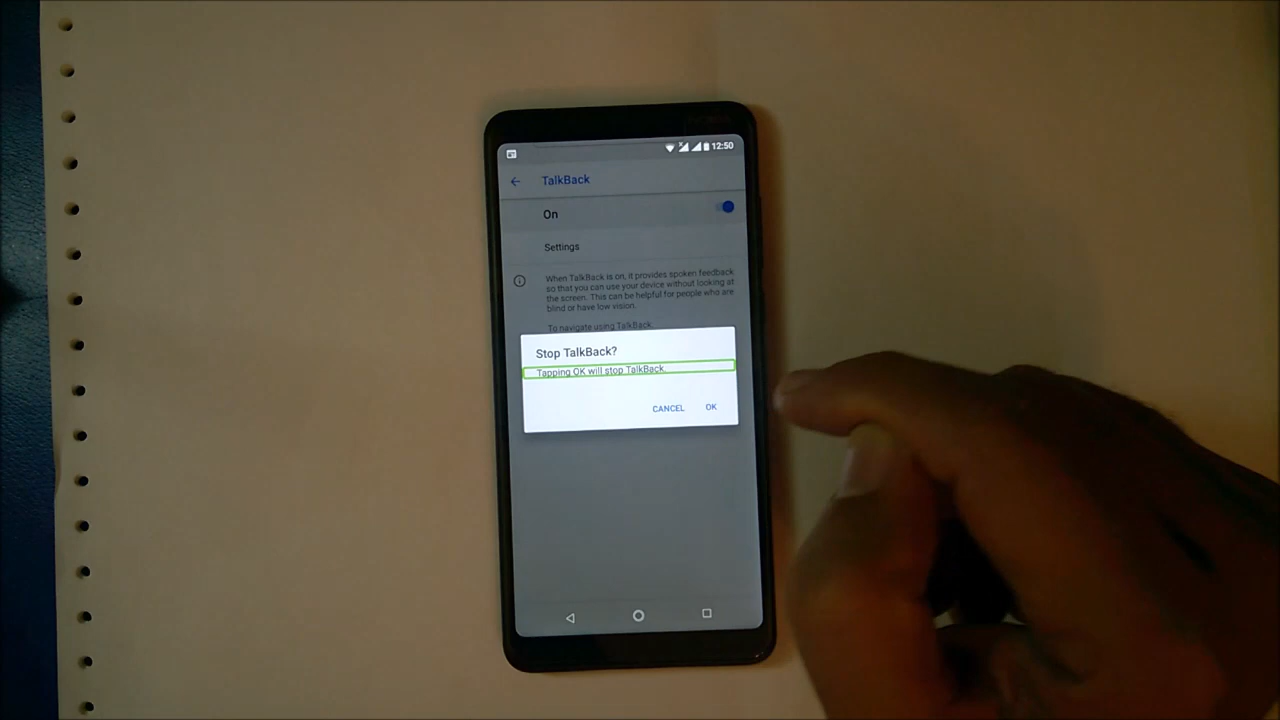 12:50
TalkBack
On
Settings
When TalkBack is on, it provides spoken feedback
so that you can use your device without looking at
the screen. This can be helpful for people who are
blind or have low vision.
To navigate using TalkBack:
Stop TalkBack?
Tapping OK will stop TalkBack.
CANCEL OK